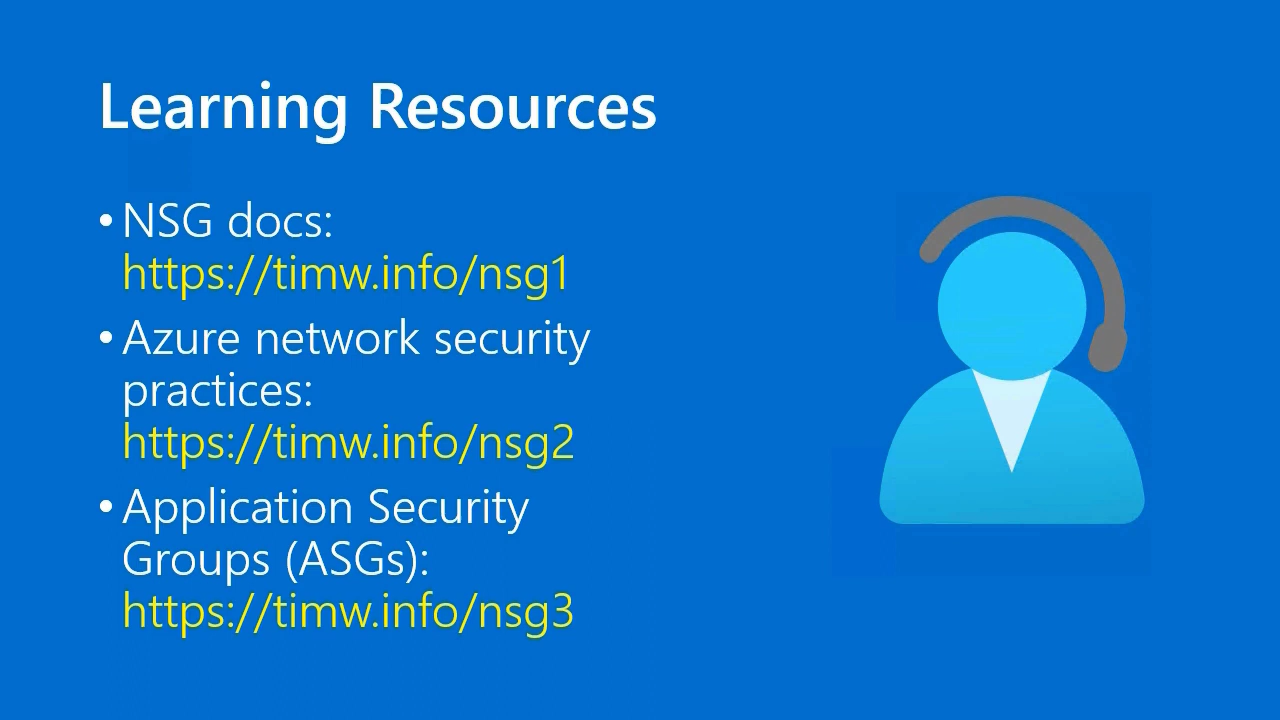 Learning Resources
• NSG docs:
https://timw.info/nsg1
• Azure network security
practices:
https://timw.info/nsg2
• Application Security
Groups (ASGs):
https://timw.info/nsg3